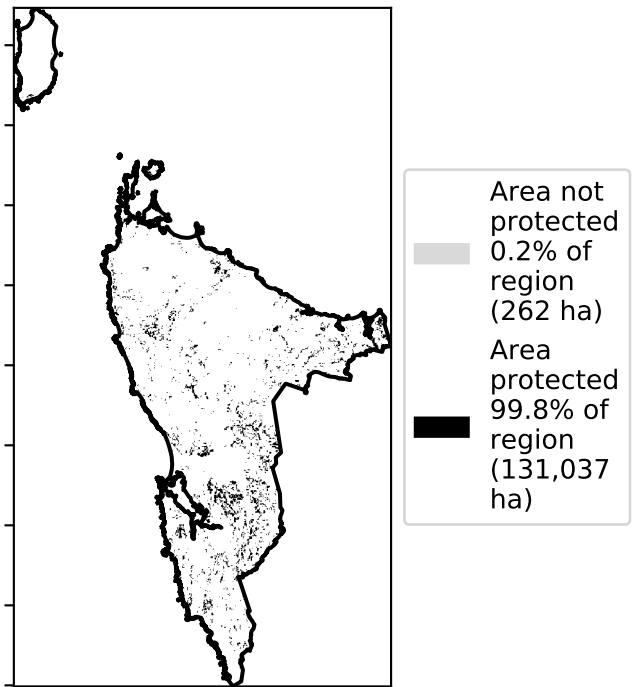 Area not
protected
0.2% of
region
(262 ha)
Area
protected
99.8% of
region
(131,037
ha)